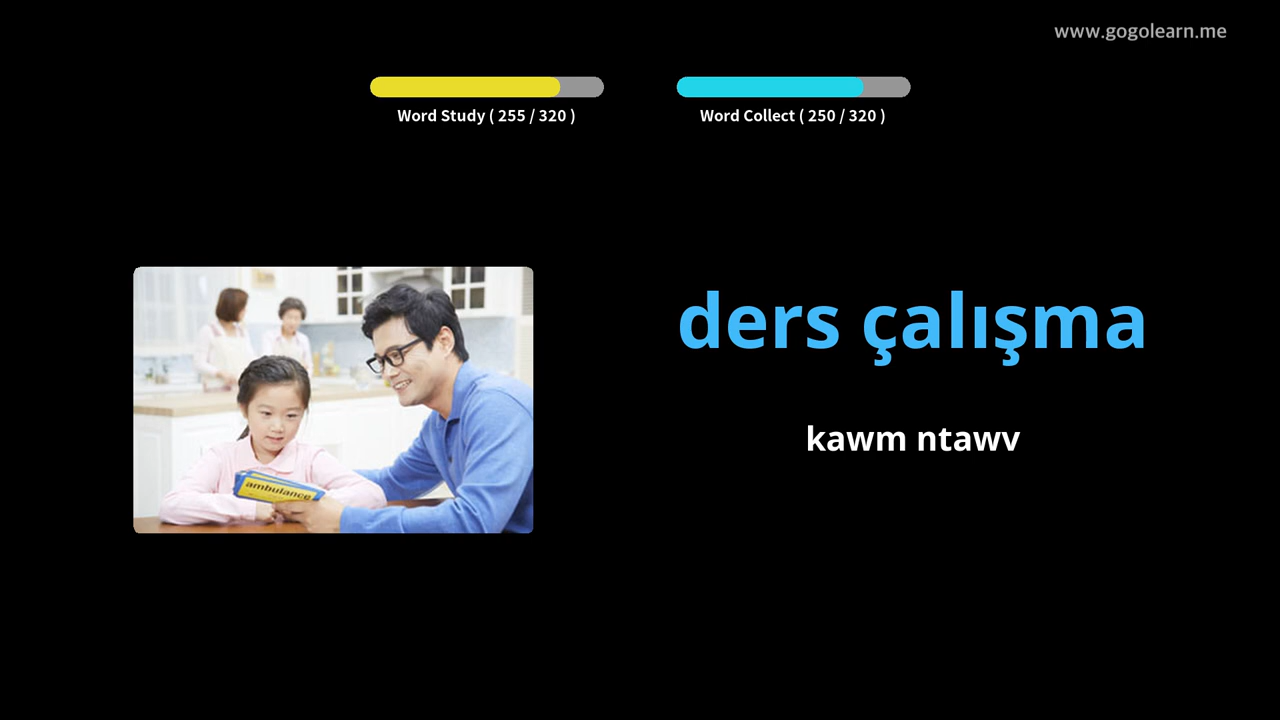 www.gogolearn.me
Word Study ( 255 / 320 )
Word Collect ( 250 / 320 )
ders çalışma
kawm ntawv
ambulance